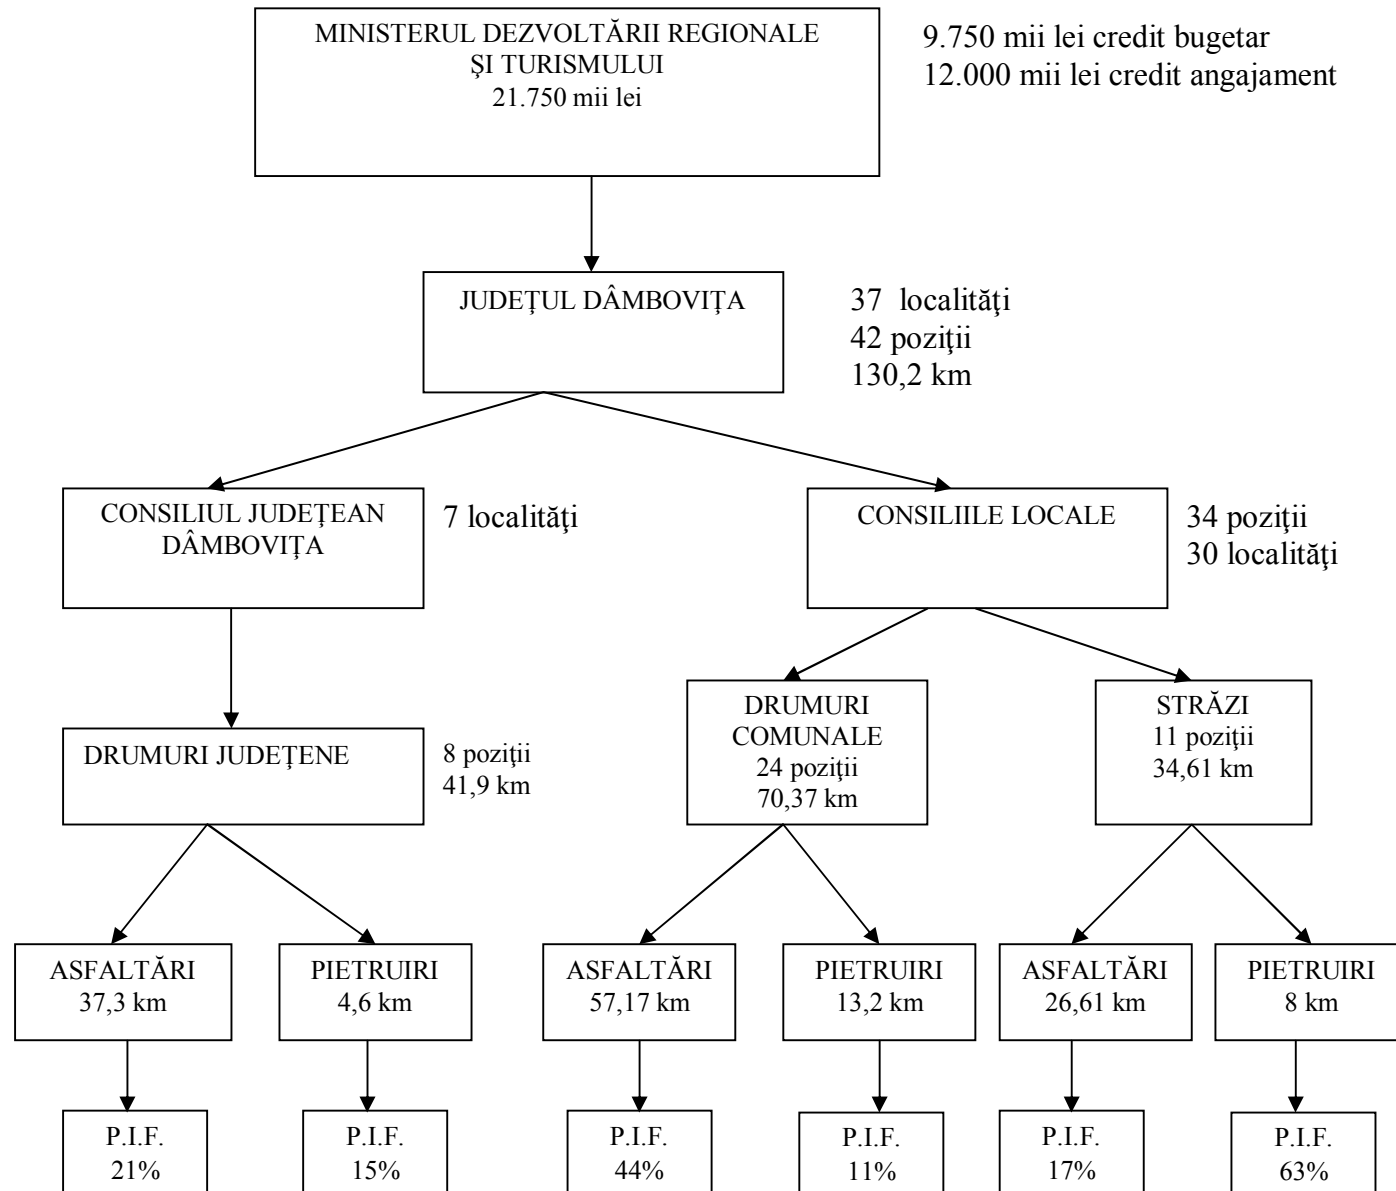 MINISTERUL DEZVOLTĂRII REGIONALE
ŞI TURISMULUI
21.750 mii lei
9.750 mii lei credit bugetar
12.000 mii lei credit angajament
JUDEŢUL DÂMBOVIŢA
37 localităţi
42 poziţii
130,2 km
CONSILIUL JUDEŢEAN
DÂMBOVIŢA
7 localităţi
CONSILIILE LOCALE
34 poziţii
30 localităţi
DRUMURI JUDEŢENE
8 poziţii
41,9 km
DRUMURI
COMUNALE
24 poziţii
70,37 km
STRĂZI
11 poziţii
34,61 km
ASFALTĂRI
37,3 km
PIETRUIRI
4,6 km
ASFALTĂRI
57,17 km
PIETRUIRI
13,2 km
ASFALTĂRI
26,61 km
PIETRUIRI
8 km
P.I.F.
21%
P.I.F.
15%
P.I.F.
44%
P.I.F.
11%
P.I.F.
17%
P.I.F.
63%